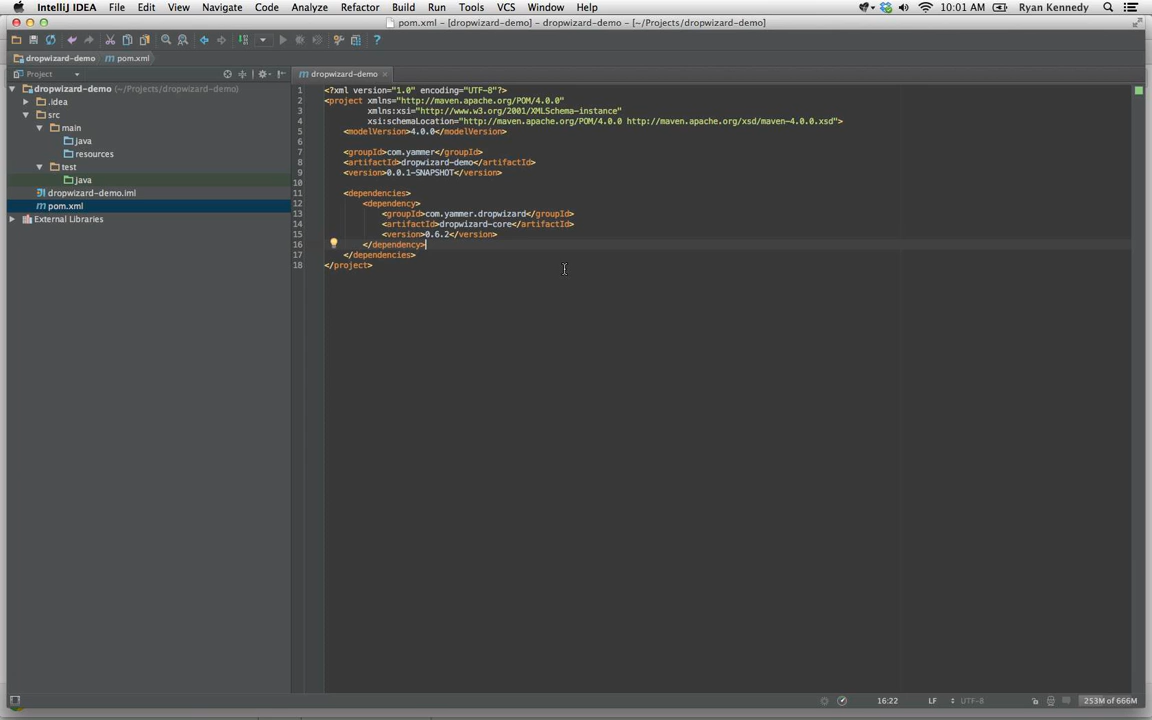 IntelliJ IDEA File Edit View Navigate Code Analyze Refactor Build Run Tools VCS Window Help 10:01 AM Ryan Kennedy
pom.xml – [dropwizard-demo] – dropwizard-demo – [~/Projects/dropwizard-demo]
dropwizard-demo pom.xml
Project dropwizard-demo
dropwizard-demo (~/Projects/dropwizard-demo)
.idea
src
main
java
resources
test
java
dropwizard-demo.iml
pom.xml
External Libraries
1 <?xml version="1.0" encoding="UTF-8"?>
2 <project xmlns="http://maven.apache.org/POM/4.0.0"
3 xmlns:xsi="http://www.w3.org/2001/XMLSchema-instance"
4 xsi:schemaLocation="http://maven.apache.org/POM/4.0.0 http://maven.apache.org/xsd/maven-4.0.0.xsd">
5 <modelVersion>4.0.0</modelVersion>
6
7 <groupId>com.yammer</groupId>
8 <artifactId>dropwizard-demo</artifactId>
9 <version>0.0.1-SNAPSHOT</version>
10
11 <dependencies>
12 <dependency>
13 <groupId>com.yammer.dropwizard</groupId>
14 <artifactId>dropwizard-core</artifactId>
15 <version>0.6.2</version>
16 </dependency>
17 </dependencies>
18 </project>
16:22 LF UTF-8 253M of 666M